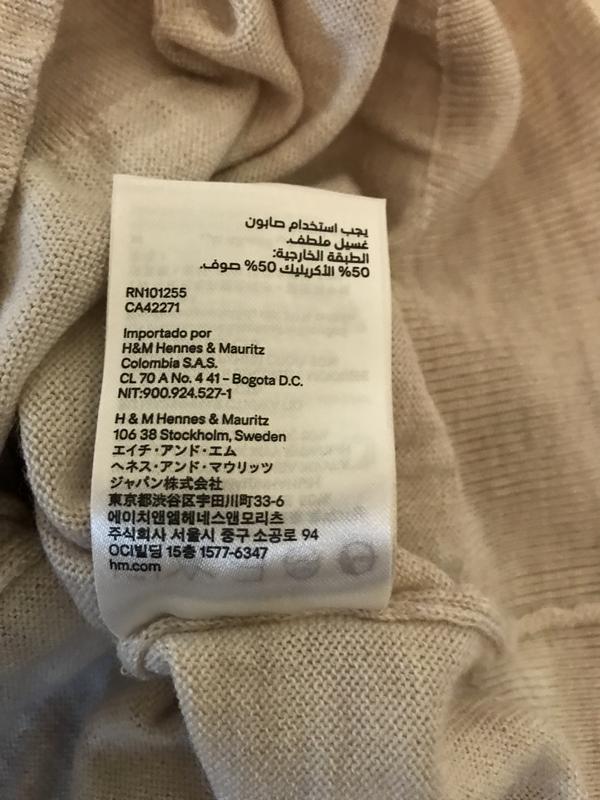 يجب استخدام صابون
غسيل ملطف.
الطبقة الخارجية:
50% الأكريليك 50% صوف.
RN101255
CA42271
Importado por
H&M Hennes & Mauritz
Colombia S.A.S.
CL 70 A No. 4 41 – Bogota D.C.
NIT:900.924.527-1
H & M Hennes & Mauritz
106 38 Stockholm, Sweden
エイチ・アンド・エム
ヘネス・アンド・マウリッツ
ジャパン株式会社
東京都渋谷区宇田川町33-6
에이치앤엠헤네스앤모리츠
주식회사 서울시 중구 소공로 94
OCI빌딩 15층 1577-6347
hm.com